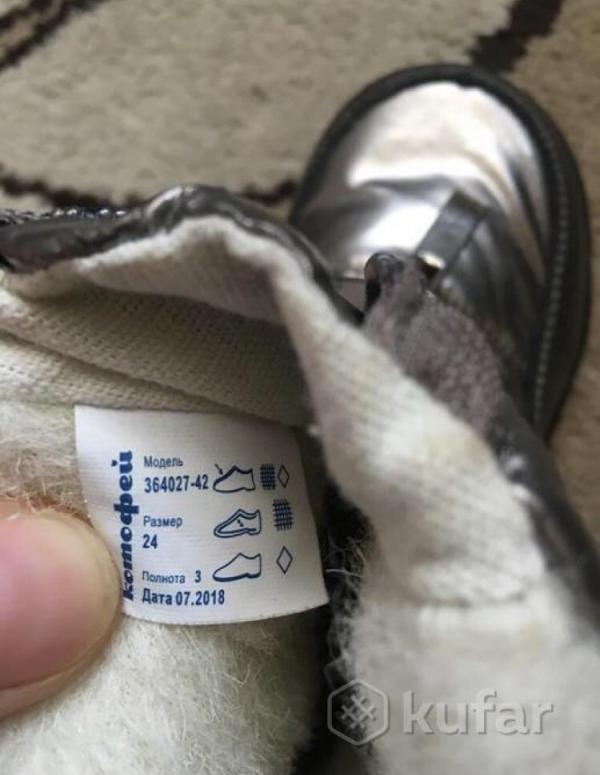 котофей
Модель
364027-42
Размер
24
Полнота 3
Дата 07.2018
kufar